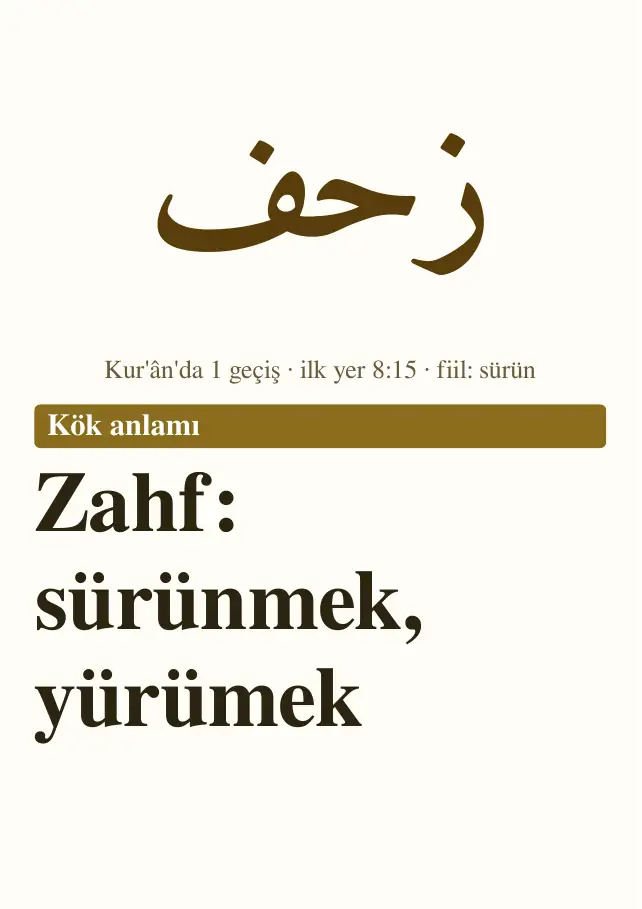 زحف
Kur'ân'da 1 geçiş · ilk yer 8:15 · fiil: sürün
Kök anlamı
Zahf:
sürünmek,
yürümek